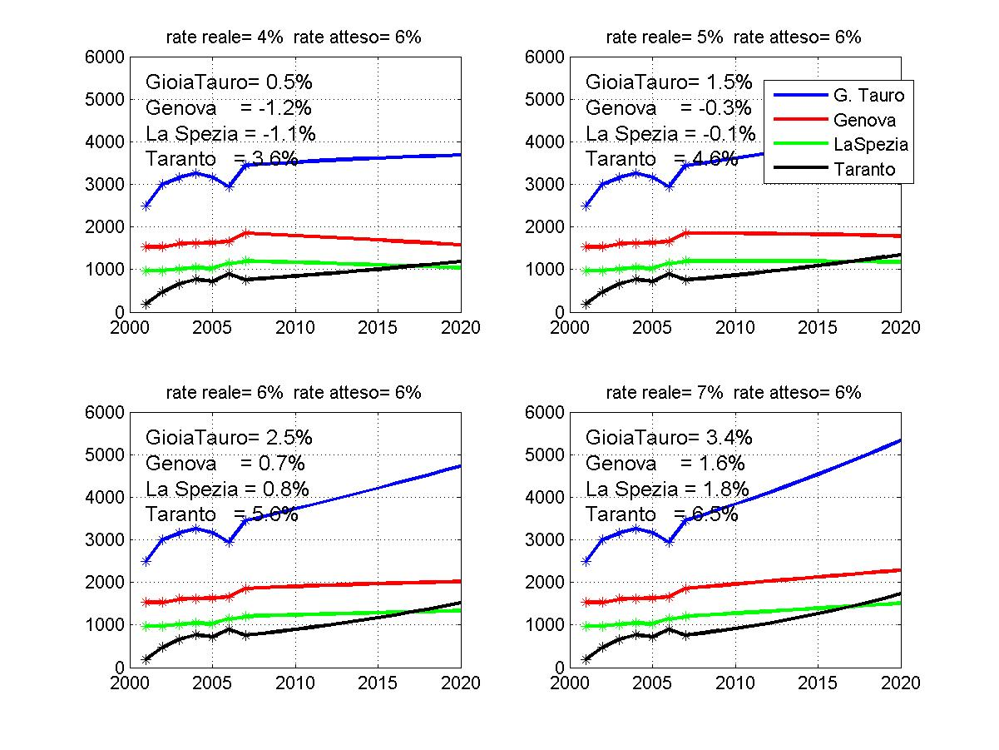 rate reale= 4%  rate atteso= 6%
6000
5000
4000
3000
2000
1000
0
GioiaTauro= 0.5%
Genova    = -1.2%
La Spezia = -1.1%
Taranto   = 3.6%
2000 2005 2010 2015 2020
rate reale= 5%  rate atteso= 6%
6000
5000
4000
3000
2000
1000
0
GioiaTauro= 1.5%
Genova    = -0.3%
La Spezia = -0.1%
Taranto   = 4.6%
G. Tauro
Genova
LaSpezia
Taranto
2000 2005 2010 2015 2020
rate reale= 6%  rate atteso= 6%
6000
5000
4000
3000
2000
1000
0
GioiaTauro= 2.5%
Genova    = 0.7%
La Spezia = 0.8%
Taranto   = 5.6%
2000 2005 2010 2015 2020
rate reale= 7%  rate atteso= 6%
6000
5000
4000
3000
2000
1000
0
GioiaTauro= 3.4%
Genova    = 1.6%
La Spezia = 1.8%
Taranto   = 6.5%
2000 2005 2010 2015 2020